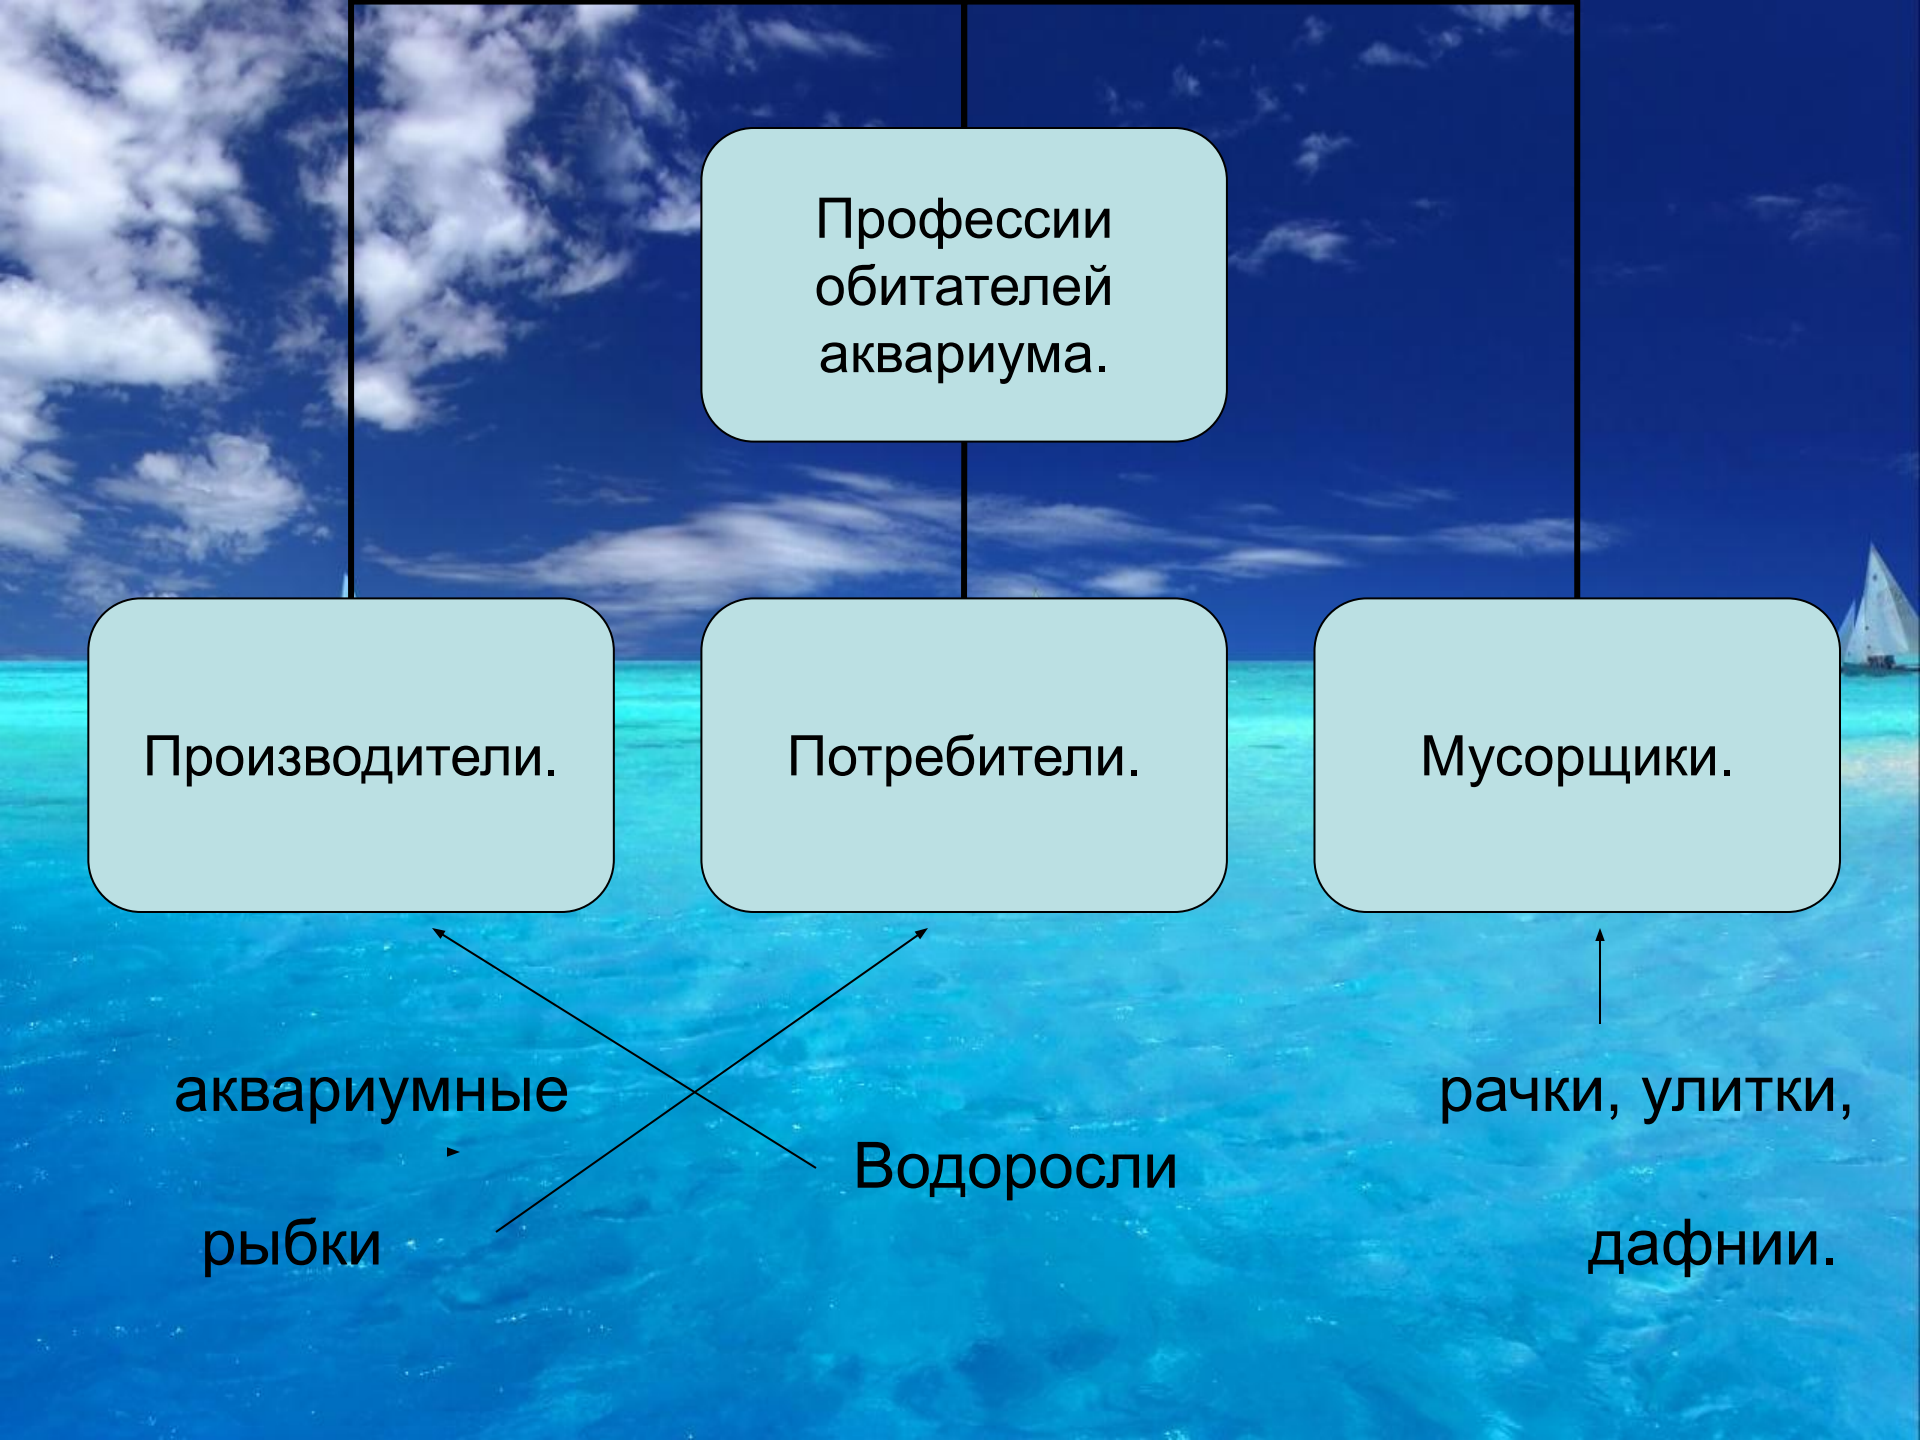 Профессии
обитателей
аквариума.
Производители.
Потребители.
Мусорщики.
аквариумные
рыбки
Водоросли
рачки, улитки,
дафнии.